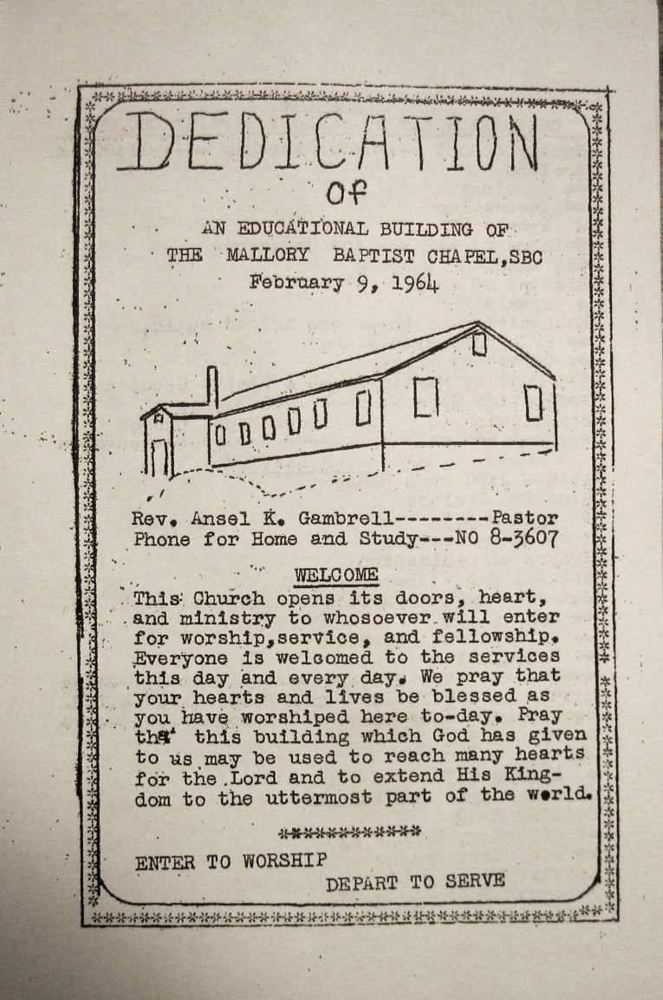 DEDICATION
Of
AN EDUCATIONAL BUILDING OF
THE MALLORY BAPTIST CHAPEL,SBC
February 9, 1964
Rev. Ansel K. Gambrell--------Pastor
Phone for Home and Study---NO 8-3607
WELCOME
This Church opens its doors, heart,
and ministry to whosoever will enter
for worship,service, and fellowship.
Everyone is welcomed to the services
this day and every day. We pray that
your hearts and lives be blessed as
you have worshiped here to-day. Pray
that this building which God has given
to us may be used to reach many hearts
for the Lord and to extend His King-
dom to the uttermost part of the world.
************
ENTER TO WORSHIP
DEPART TO SERVE